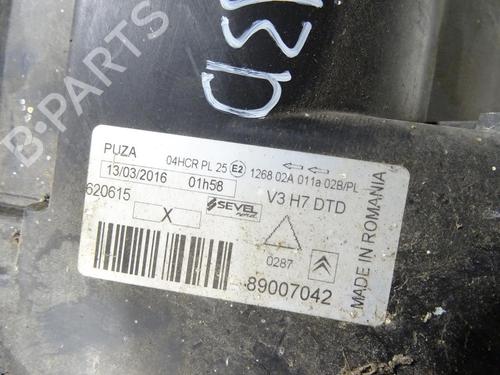 B-PARTS
13D
PUZA 04HCR PL 25 E2 1268 02A 011a 02B/PL
13/03/2016 01h58 V3 H7 DTD
620615 X SEVEL
0287
89007042
MADE IN ROMANIA